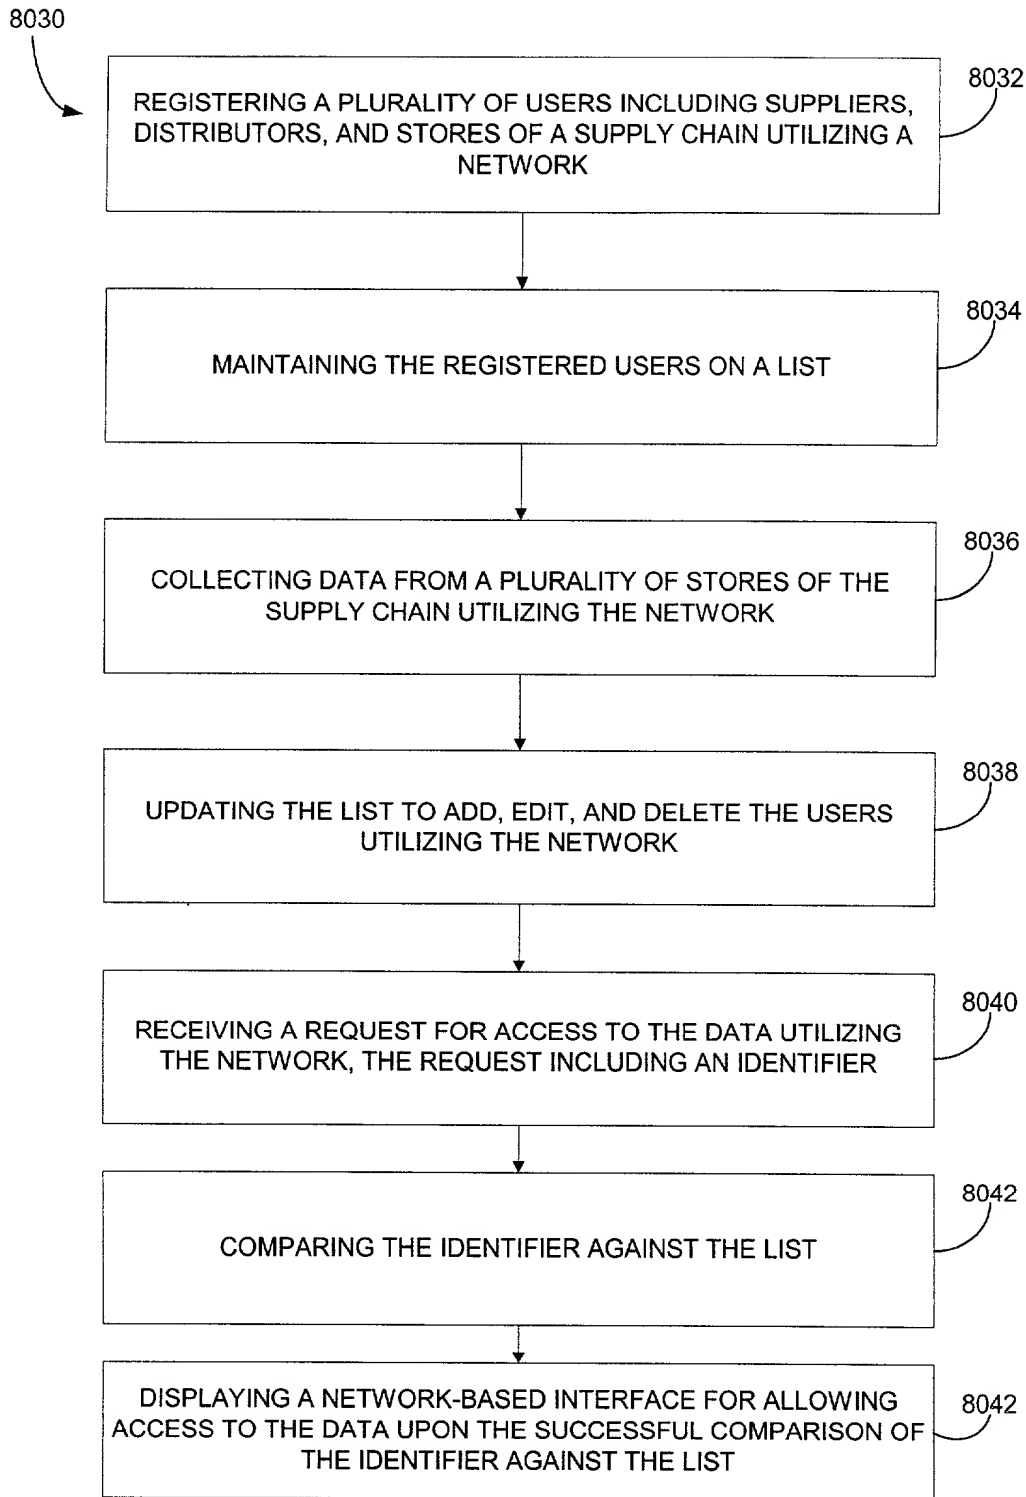 8030
8032
REGISTERING A PLURALITY OF USERS INCLUDING SUPPLIERS,
DISTRIBUTORS, AND STORES OF A SUPPLY CHAIN UTILIZING A
NETWORK
8034
MAINTAINING THE REGISTERED USERS ON A LIST
8036
COLLECTING DATA FROM A PLURALITY OF STORES OF THE
SUPPLY CHAIN UTILIZING THE NETWORK
8038
UPDATING THE LIST TO ADD, EDIT, AND DELETE THE USERS
UTILIZING THE NETWORK
8040
RECEIVING A REQUEST FOR ACCESS TO THE DATA UTILIZING
THE NETWORK, THE REQUEST INCLUDING AN IDENTIFIER
8042
COMPARING THE IDENTIFIER AGAINST THE LIST
8042
DISPLAYING A NETWORK-BASED INTERFACE FOR ALLOWING
ACCESS TO THE DATA UPON THE SUCCESSFUL COMPARISON OF
THE IDENTIFIER AGAINST THE LIST